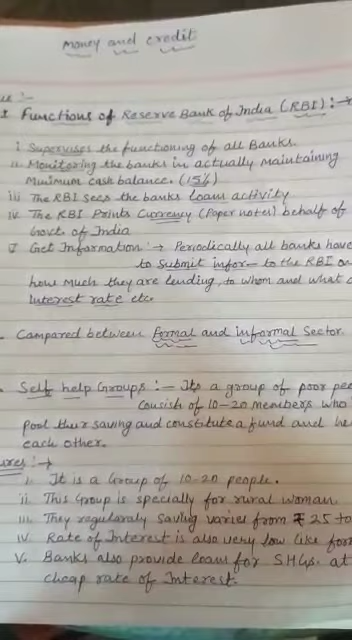 Money and credit
Functions of Reserve Bank of India (RBI) :→
i Supervises the functioning of all Banks.
ii. Monitoring the banks in actually maintaining
Minimum cash balance. (15%)
iii The RBI sees the banks loans activity
iv The RBI Prints Currency (Paper notes) behalf of
Govt. of India
v Get Information :→ Periodically all banks have
to submit infor— to the RBI on
how much they are lending, to whom and what
Interest rate etc.
Compared between Formal and informal Sector.
Self help Groups :— Its a group of poor
Consist of 10-20 members who
Pool their saving and constitute a fund and
each other.
:→
i. It is a Group of 10-20 people.
ii. This Group is specially for rural woman.
iii. They regularaly Saving varies from ₹ 25 to
iv. Rate of Interest is also very low like
v. Banks also provide loans for SHGs. at
cheap rate of Interest.